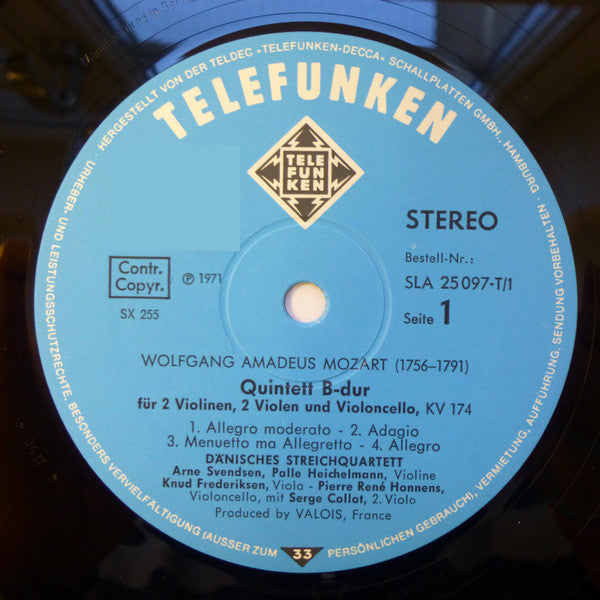 Manufactured in Germany
HERGESTELLT VON DER TELDEC »TELEFUNKEN-DECCA« SCHALLPLATTEN GMBH., HAMBURG
URHEBER- UND LEISTUNGSSCHUTZRECHTE, BESONDERS VERVIELFÄLTIGUNG (AUSSER ZUM PERSÖNLICHEN GEBRAUCH), VERMIETUNG, AUFFÜHRUNG, SENDUNG VORBEHALTEN
TELEFUNKEN
TELE
FUN
KEN
STEREO
Bestell-Nr.:
SLA 25 097-T/1
Seite 1
Contr.
Copyr.
℗ 1971
SX 255
WOLFGANG AMADEUS MOZART (1756–1791)
Quintett B-dur
für 2 Violinen, 2 Violen und Violoncello, KV 174
1. Allegro moderato - 2. Adagio
3. Menuetto ma Allegretto - 4. Allegro
DÄNISCHES STREICHQUARTETT
Arne Svendsen, Palle Heichelmann, Violine
Knud Frederiksen, Viola - Pierre René Honnens,
Violoncello, mit Serge Collot, 2. Viola
Produced by VALOIS, France
33